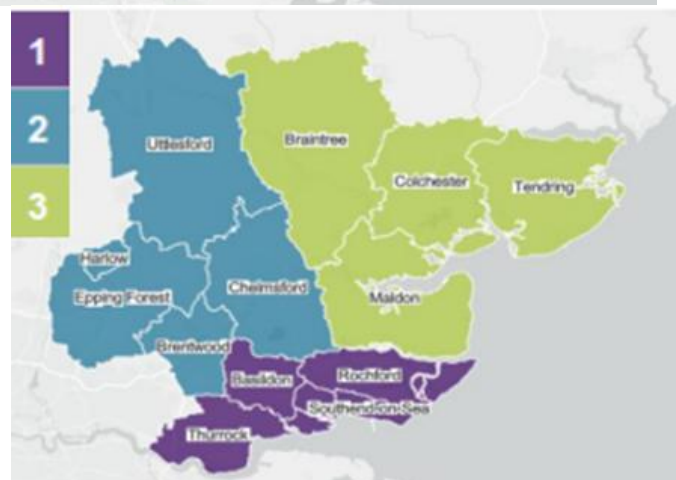 1
2
3
Uttlesford
Braintree
Colchester
Tendring
Harlow
Epping Forest
Chelmsford
Maldon
Brentwood
Basildon
Rochford
Southend-on-Sea
Thurrock